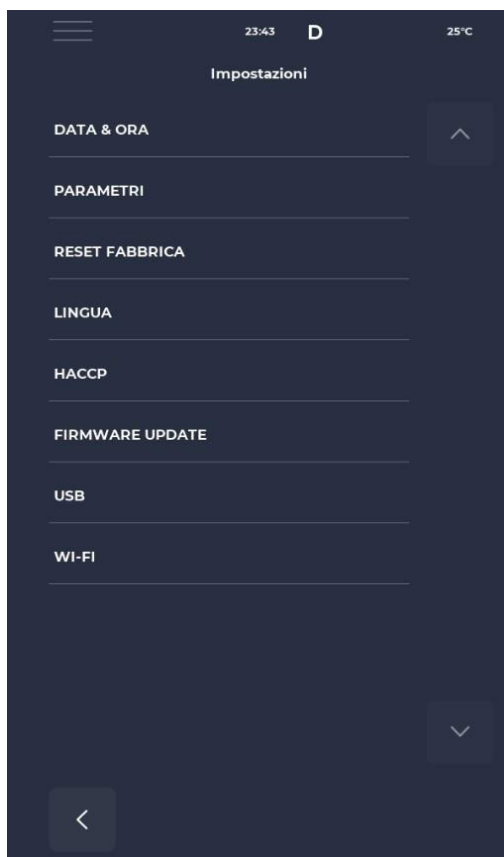 23:43 D 25°C
Impostazioni
DATA & ORA
PARAMETRI
RESET FABBRICA
LINGUA
HACCP
FIRMWARE UPDATE
USB
WI-FI